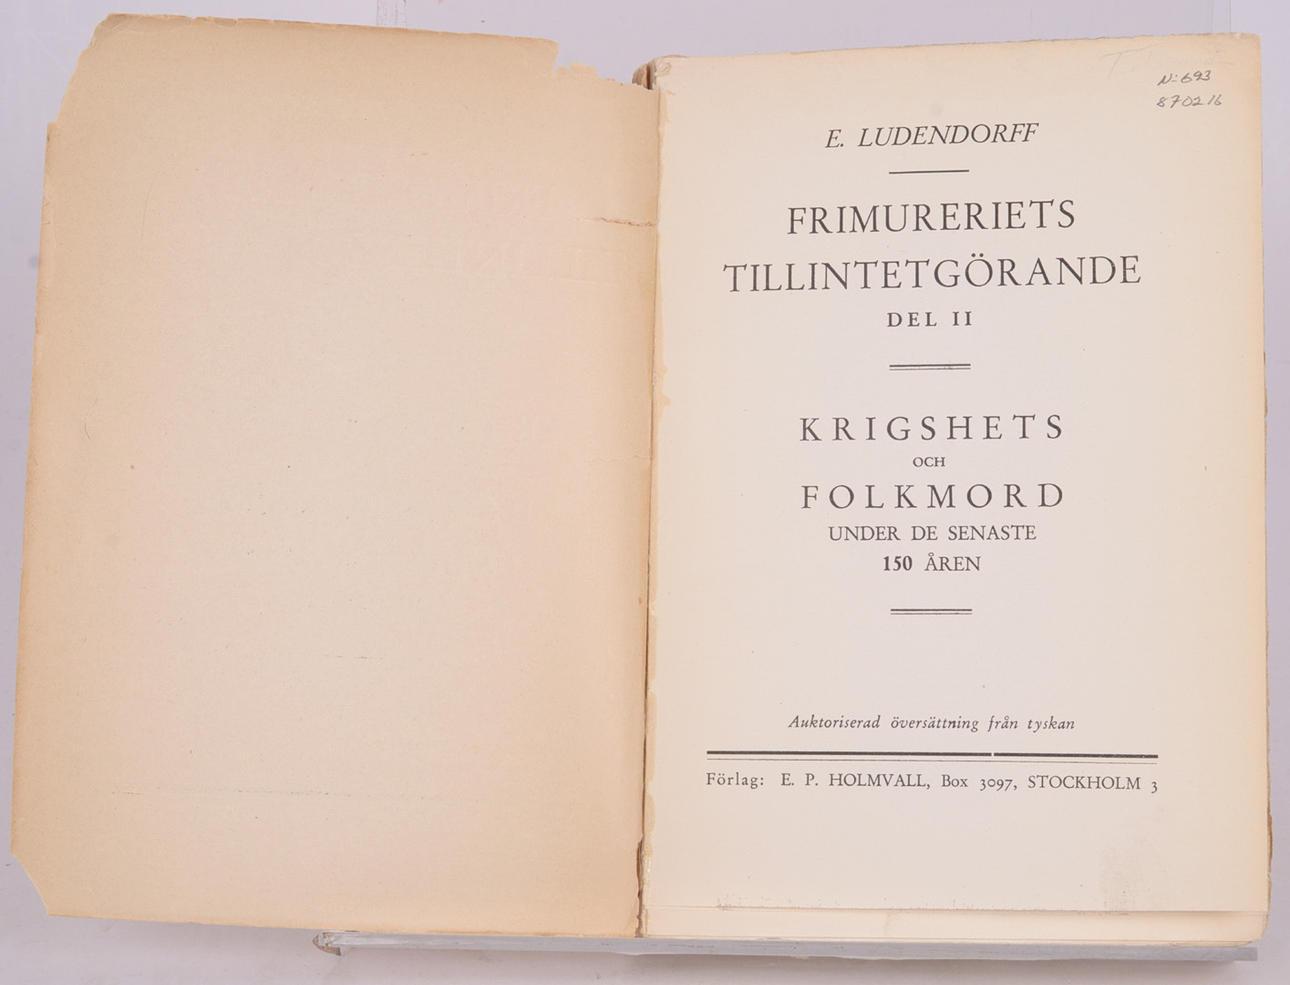 N:693
870216
E. LUDENDORFF
FRIMURERIETS
TILLINTETGÖRANDE
DEL II
KRIGSHETS
OCH
FOLKMORD
UNDER DE SENASTE
150 ÅREN
Auktoriserad översättning från tyskan
Förlag: E. P. HOLMVALL, Box 3097, STOCKHOLM 3